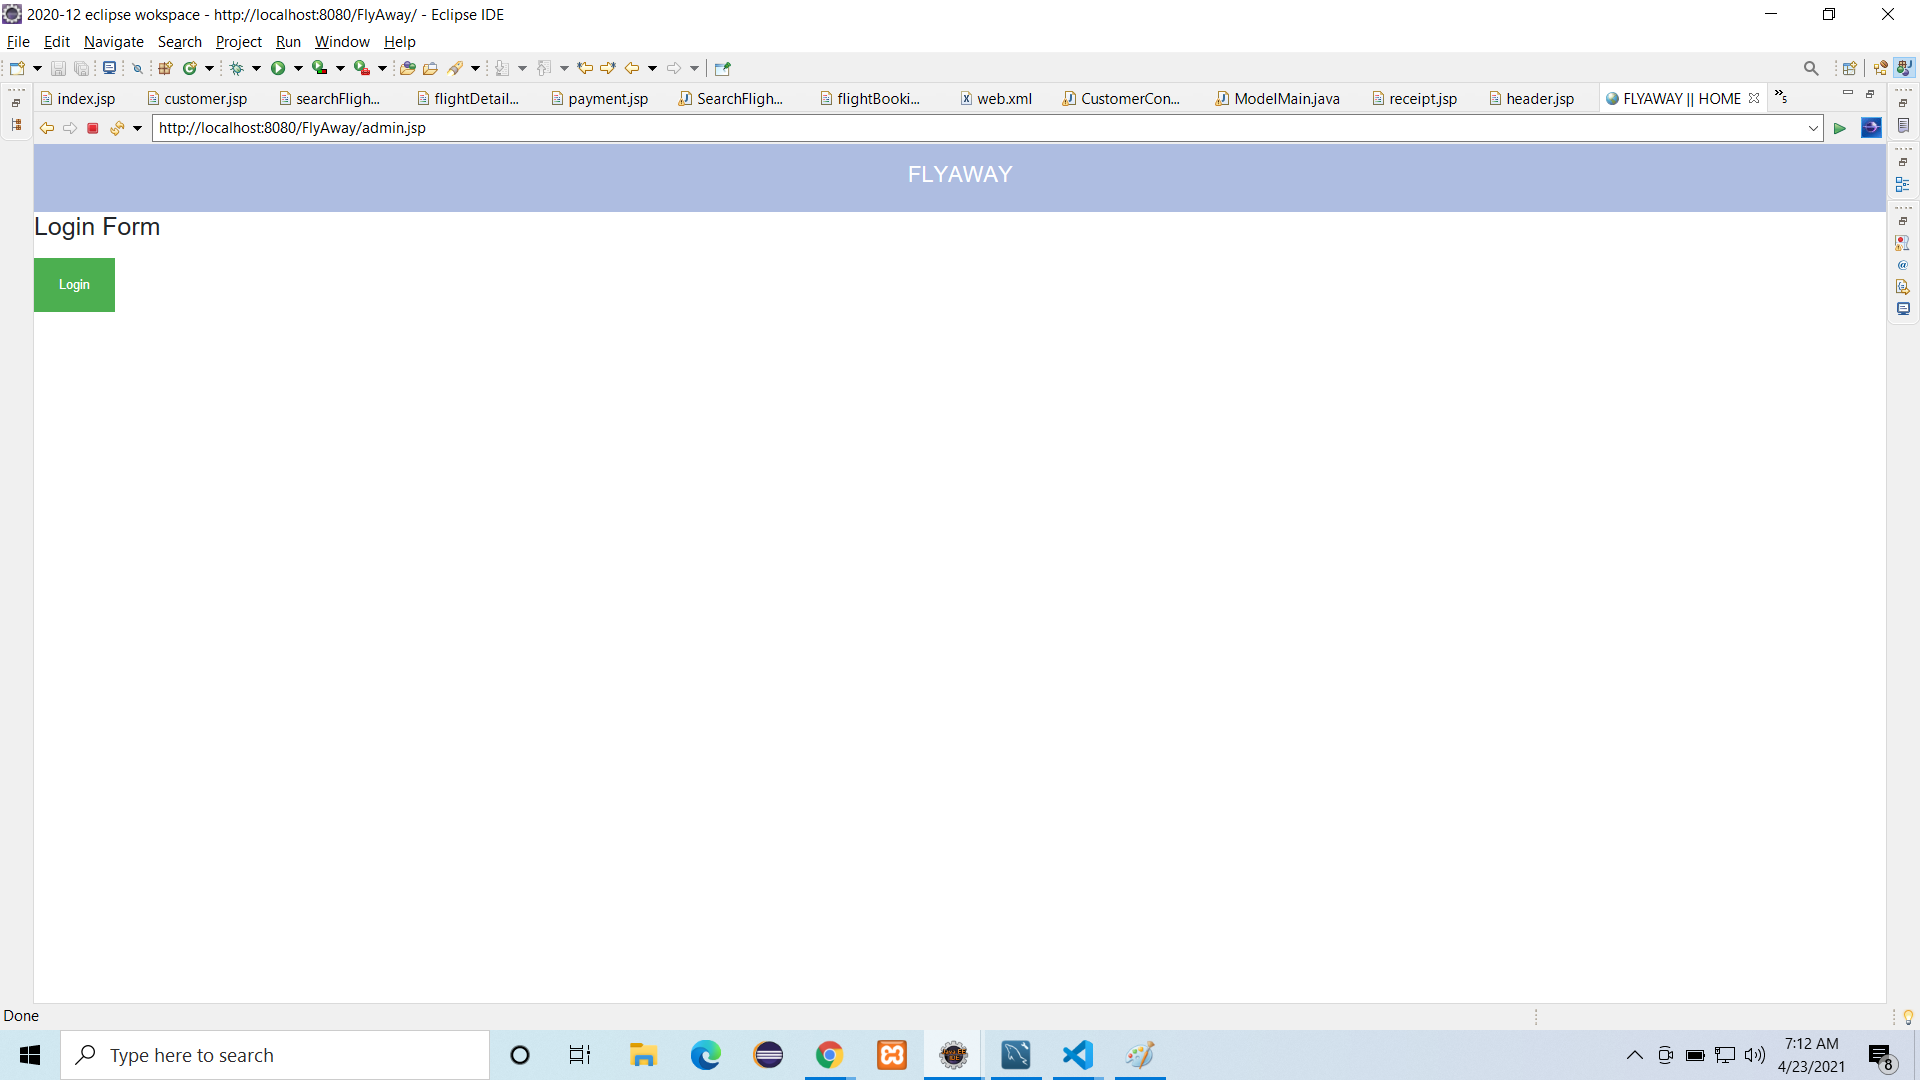 2020-12 eclipse wokspace - http://localhost:8080/FlyAway/ - Eclipse IDE
File Edit Navigate Search Project Run Window Help
index.jsp customer.jsp searchFligh... flightDetail... payment.jsp SearchFligh... flightBooki... web.xml CustomerCon... ModelMain.java receipt.jsp header.jsp FLYAWAY || HOME »5
http://localhost:8080/FlyAway/admin.jsp
FLYAWAY
Login Form
Login
Done
Type here to search
7:12 AM
4/23/2021
8